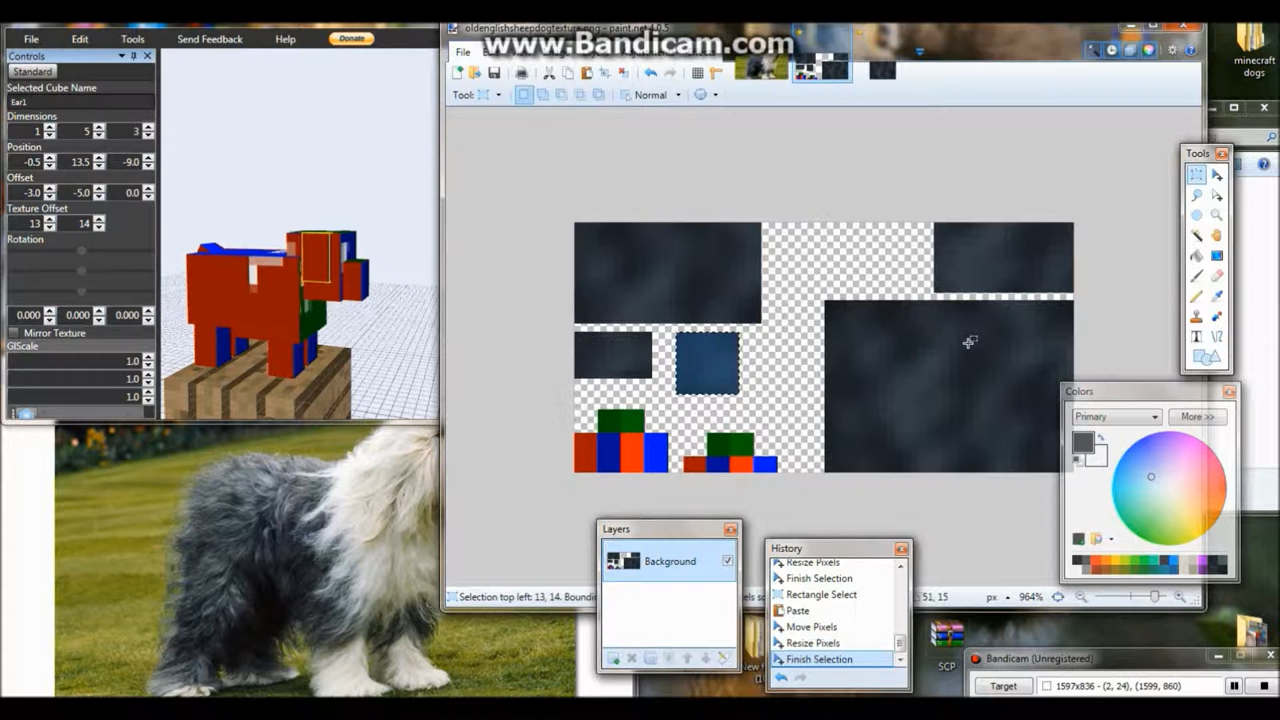 oldenglishsheepdogtexture.png - paint.net 4.0.5
www.Bandicam.com
File Edit Tools Send Feedback Help Donate
Controls
Standard
Selected Cube Name
Ear1
Dimensions
1 5 3
Position
-0.5 13.5 -9.0
Offset
-3.0 -5.0 0.0
Texture Offset
13 14
Rotation
0.000 0.000 0.000
Mirror Texture
GlScale
1.0
1.0
1.0
File
Tool: Normal
minecraft
dogs
Tools
Colors
Primary More >>
Layers
Background
History
Resize Pixels
Finish Selection
Rectangle Select
Paste
Move Pixels
Resize Pixels
Finish Selection
Selection top left: 13, 14. 51, 15 px 964%
SCP
Bandicam (Unregistered)
Target 1597x836 - (2, 24), (1599, 860)